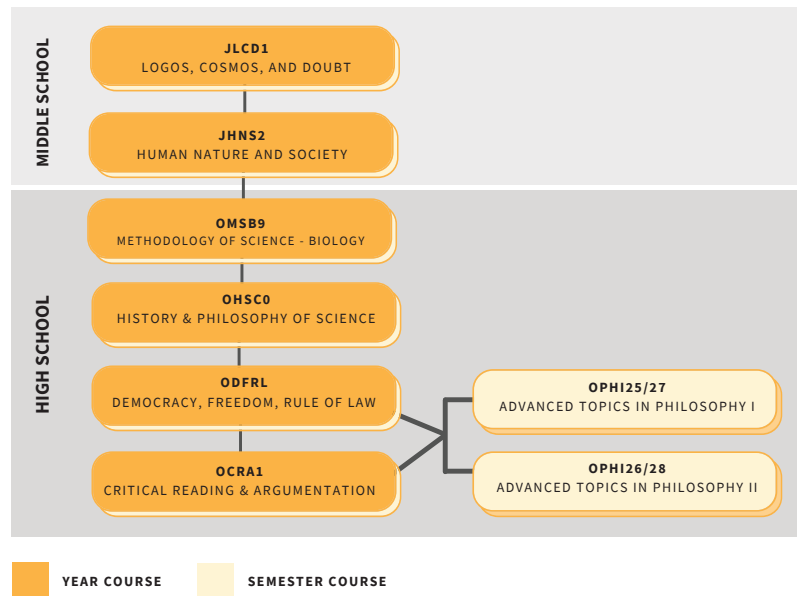 MIDDLE SCHOOL
JLCD1
LOGOS, COSMOS, AND DOUBT
JHNS2
HUMAN NATURE AND SOCIETY
HIGH SCHOOL
OMSB9
METHODOLOGY OF SCIENCE - BIOLOGY
OHSC0
HISTORY & PHILOSOPHY OF SCIENCE
ODFRL
DEMOCRACY, FREEDOM, RULE OF LAW
OCRA1
CRITICAL READING & ARGUMENTATION
OPHI25/27
ADVANCED TOPICS IN PHILOSOPHY I
OPHI26/28
ADVANCED TOPICS IN PHILOSOPHY II
YEAR COURSE
SEMESTER COURSE